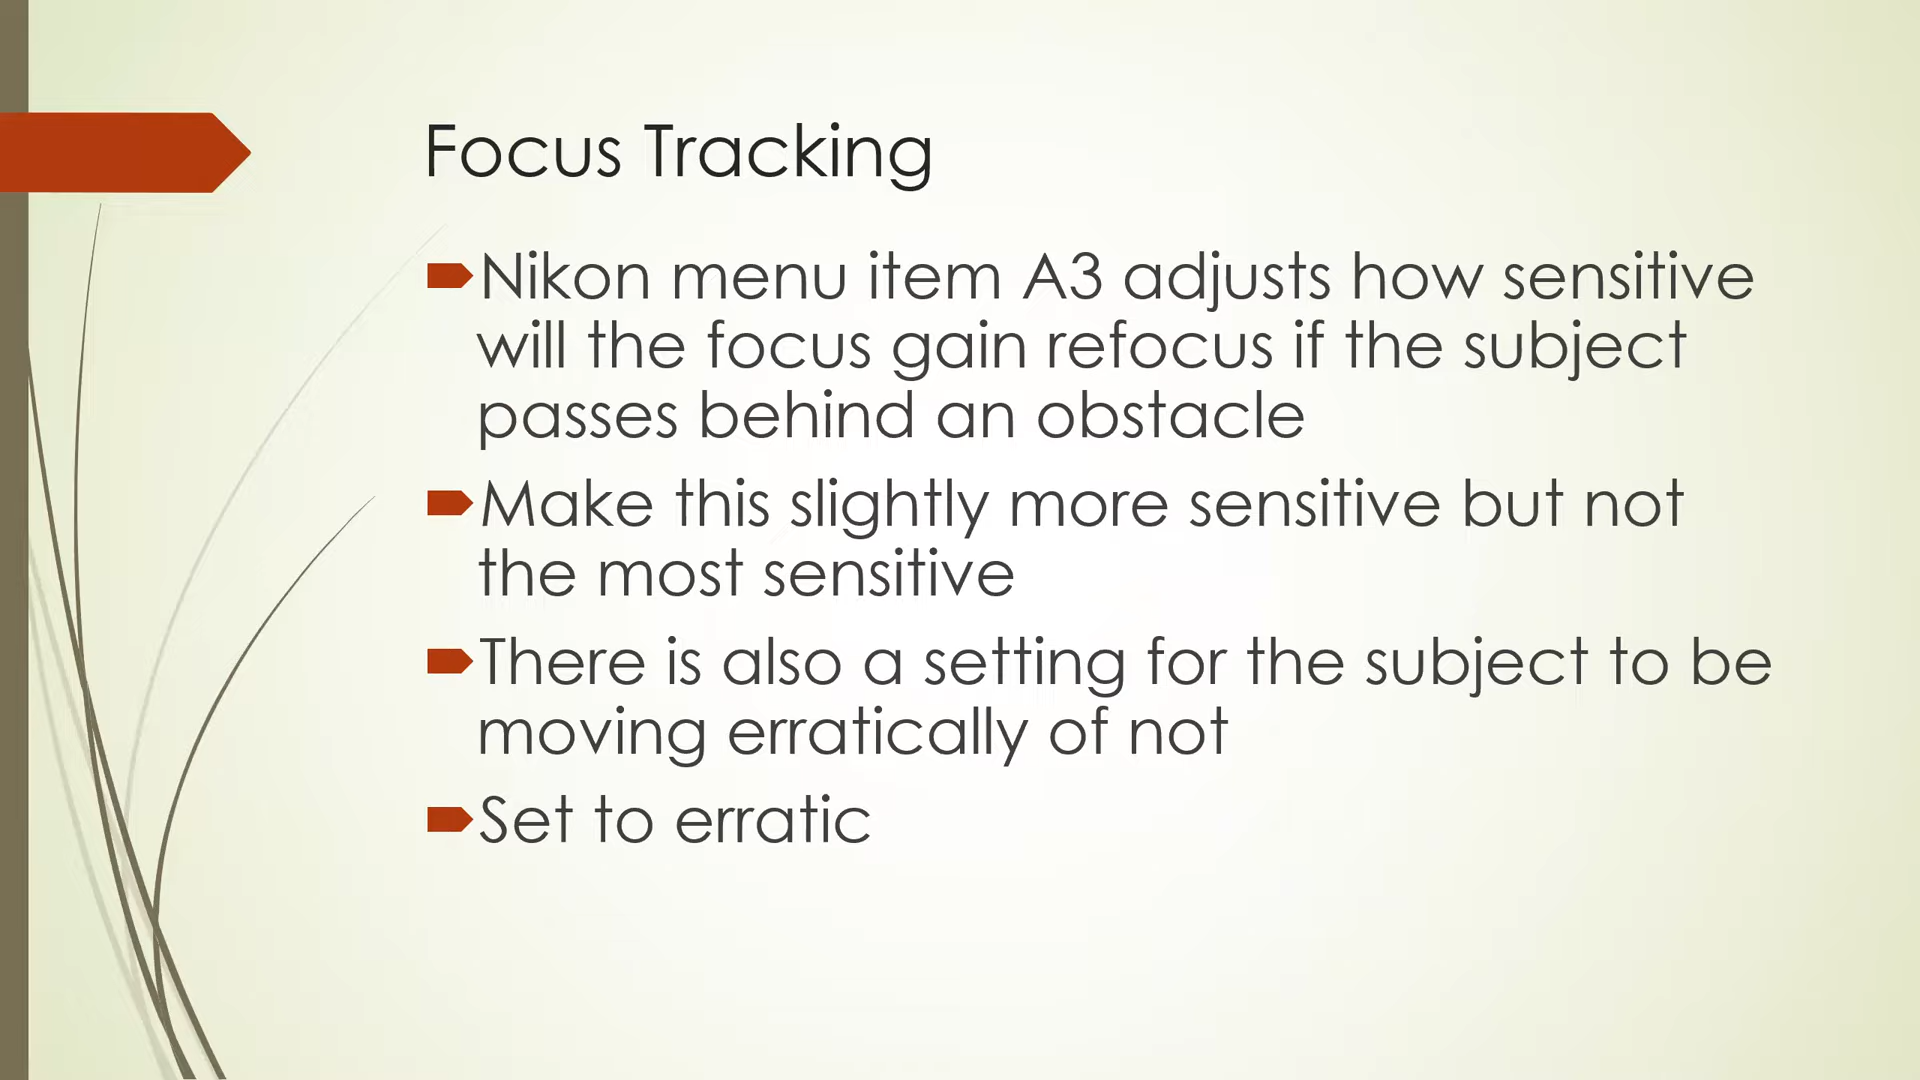 Focus Tracking
Nikon menu item A3 adjusts how sensitive
will the focus gain refocus if the subject
passes behind an obstacle
Make this slightly more sensitive but not
the most sensitive
There is also a setting for the subject to be
moving erratically of not
Set to erratic